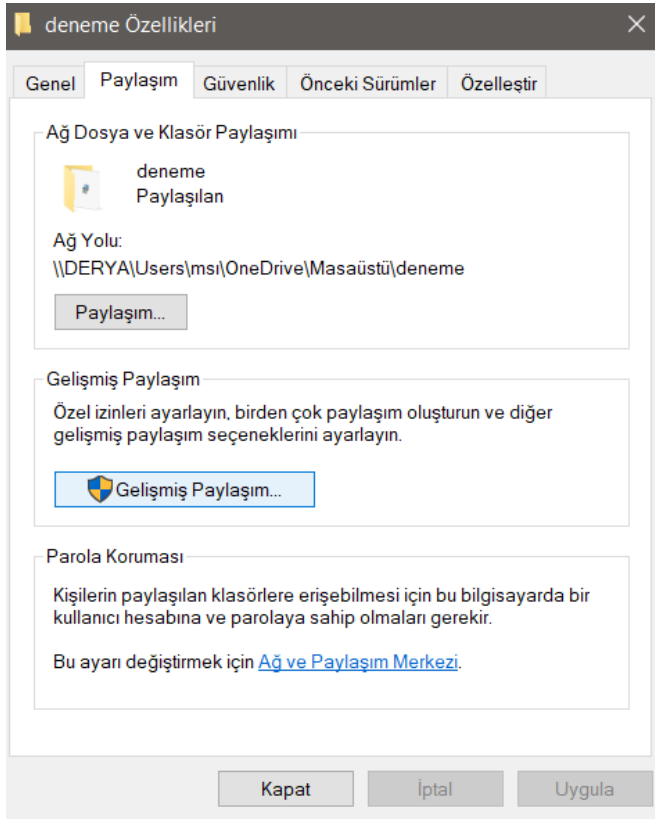 deneme Özellikleri
Genel Paylaşım Güvenlik Önceki Sürümler Özelleştir
Ağ Dosya ve Klasör Paylaşımı
deneme
Paylaşılan
Ağ Yolu:
\\DERYA\Users\msı\OneDrive\Masaüstü\deneme
Paylaşım...
Gelişmiş Paylaşım
Özel izinleri ayarlayın, birden çok paylaşım oluşturun ve diğer
gelişmiş paylaşım seçeneklerini ayarlayın.
Gelişmiş Paylaşım...
Parola Koruması
Kişilerin paylaşılan klasörlere erişebilmesi için bu bilgisayarda bir
kullanıcı hesabına ve parolaya sahip olmaları gerekir.
Bu ayarı değiştirmek için Ağ ve Paylaşım Merkezi.
Kapat İptal Uygula